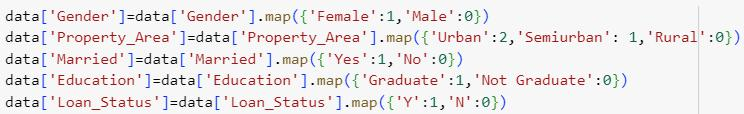 data['Gender']=data['Gender'].map({'Female':1,'Male':0})
data['Property_Area']=data['Property_Area'].map({'Urban':2,'Semiurban': 1,'Rural':0})
data['Married']=data['Married'].map({'Yes':1,'No':0})
data['Education']=data['Education'].map({'Graduate':1,'Not Graduate':0})
data['Loan_Status']=data['Loan_Status'].map({'Y':1,'N':0})